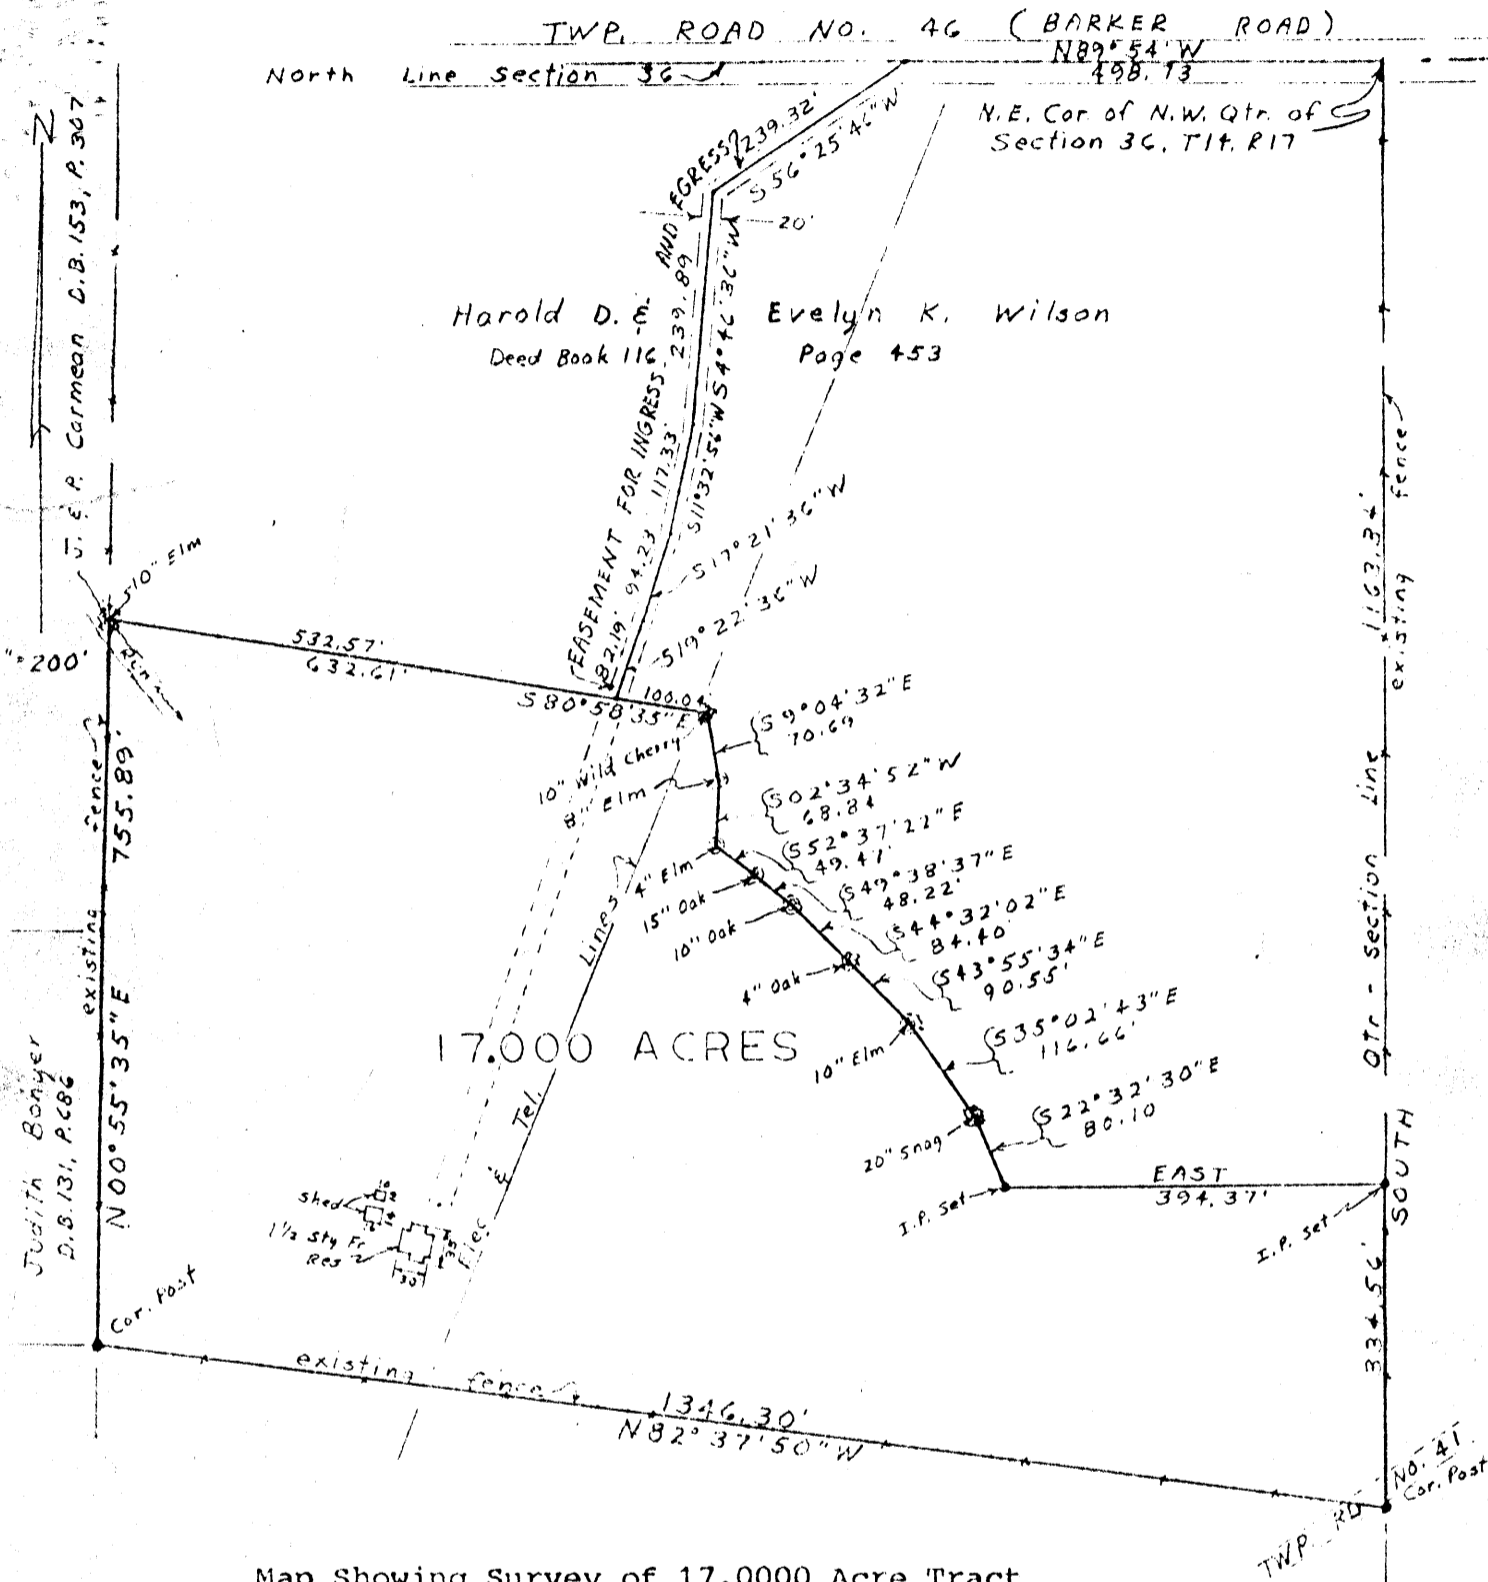 TWP. ROAD NO. 46 (BARKER ROAD)
N89°54'W
498.73
North Line Section 36
N.E. Cor. of N.W. Qtr. of
Section 36, T14, R17
239.32'
S56°25'46"W
20'
EASEMENT FOR INGRESS AND EGRESS
239.89
S4°46'36"W
117.33'
S11°32'56"W
94.23
S17°21'36"W
82.19'
S19°22'36"W
Harold D. & Evelyn K. Wilson
Deed Book 116 Page 453
J. & P. Carmean D.B. 153, P. 307
10" Elm
"=200'
Run
532.57'
632.61'
S80°58'35"E
100.04
10" Wild Cherry
8" Elm
S9°04'32"E
70.69
S02°34'52"W
68.84
S52°37'22"E
49.47'
S49°38'37"E
48.22'
S44°32'02"E
84.40'
S43°55'34"E
90.55'
S35°02'43"E
116.66'
S22°32'30"E
80.10
4" Elm
15" Oak
10" Oak
4" Oak
10" Elm
20" Snag
I.P. Set
EAST
394.37'
I.P. Set
1163.34'
existing fence
Qtr-Section Line
SOUTH
334.56'
existing fence
755.89'
N00°55'35"E
Judith Bonyer
D.B. 131, P. 686
17.000 ACRES
Elec. & Tel. Lines
Shed
1 1/2 Sty Fr.
Res
30'
35'
Cor. Post
existing fence
1346.30'
N82°37'50"W
TWP. RD No. 41
Cor. Post
Map Showing Survey of 17.0000 Acre Tract